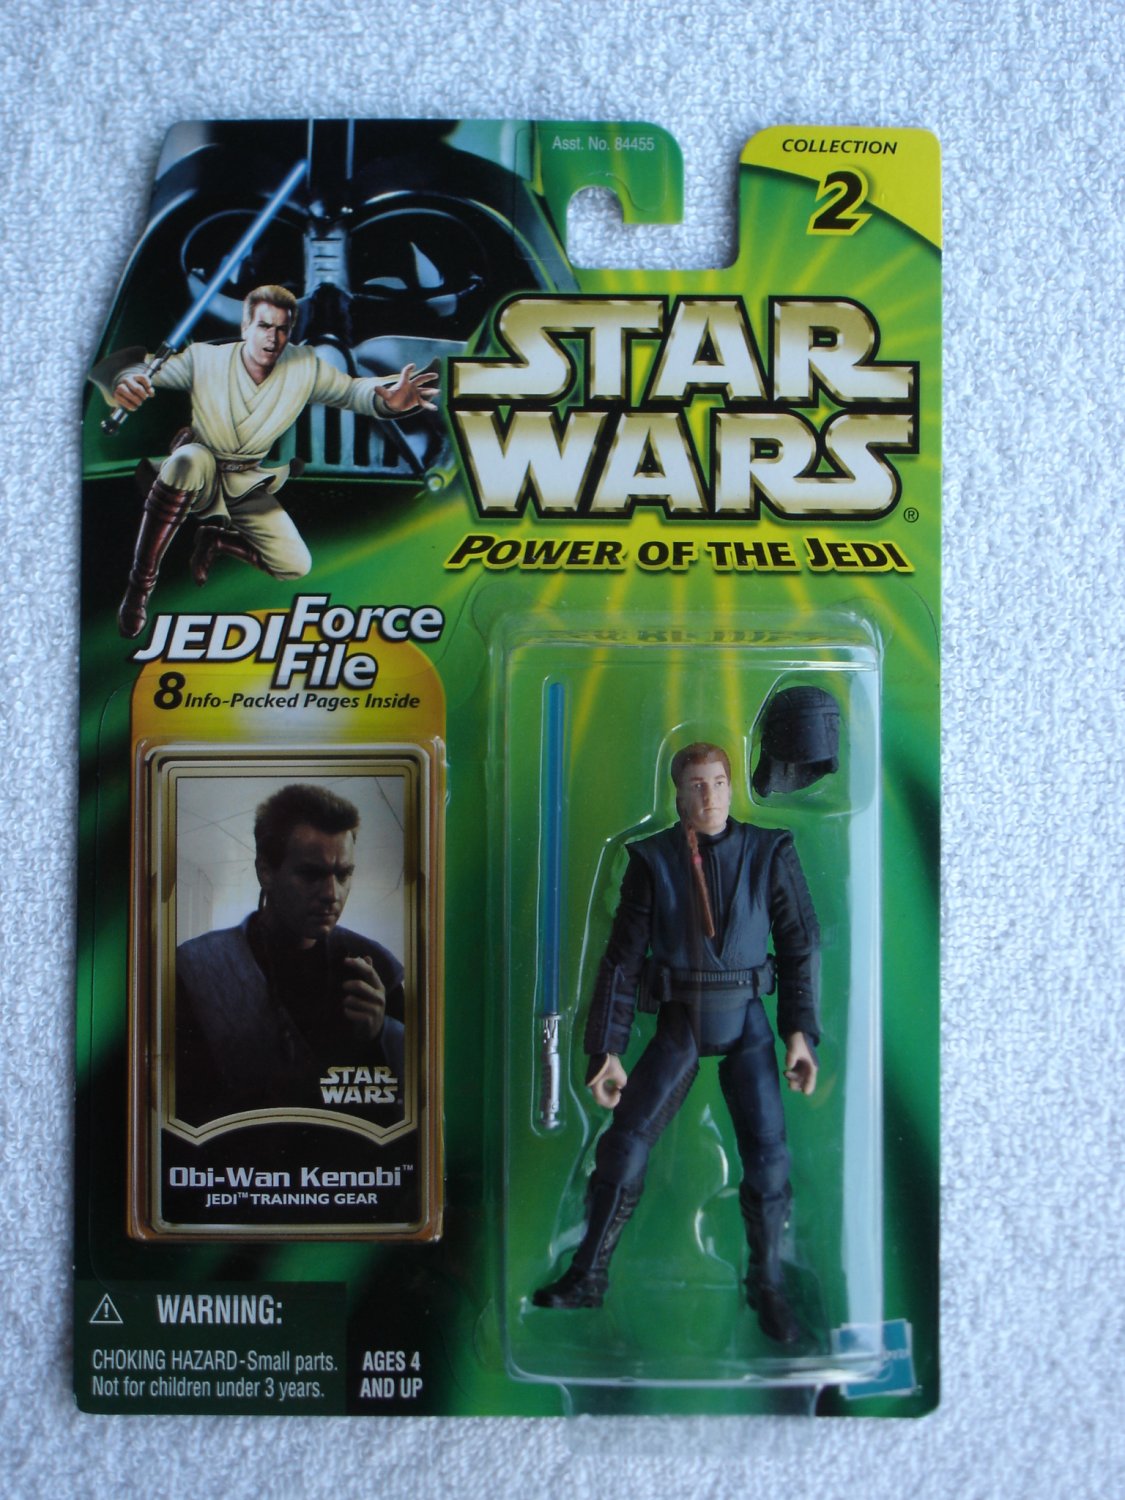 Asst. No. 84455
COLLECTION
2
STAR
WARS®
POWER OF THE JEDI
JEDI Force
File
8 Info-Packed Pages Inside
STAR
WARS®
Obi-Wan Kenobi™
JEDI™ TRAINING GEAR
WARNING:
CHOKING HAZARD-Small parts.
Not for children under 3 years.
AGES 4
AND UP